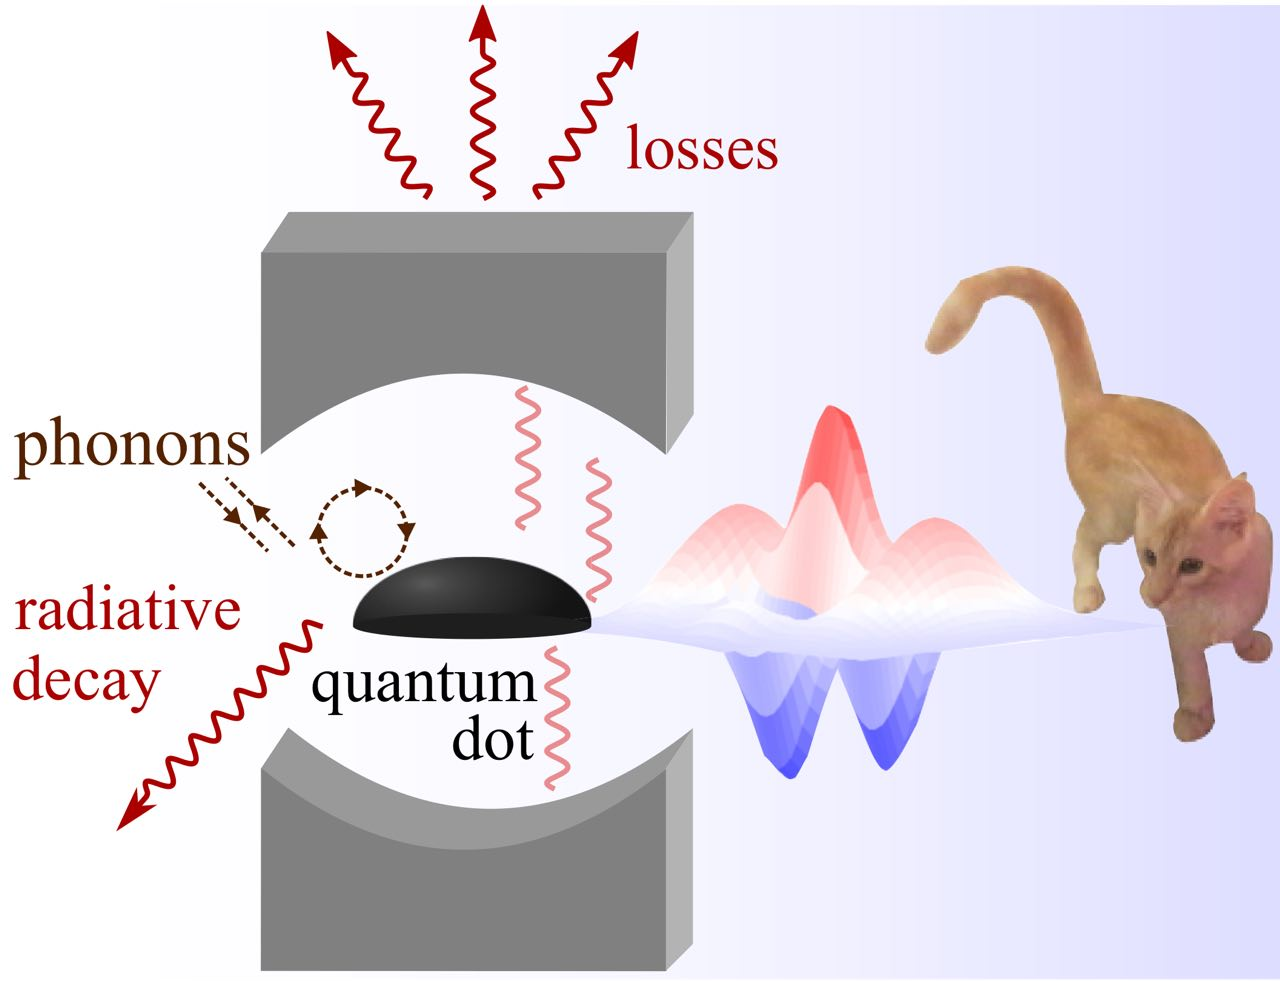 losses
phonons
radiative
decay
quantum
dot